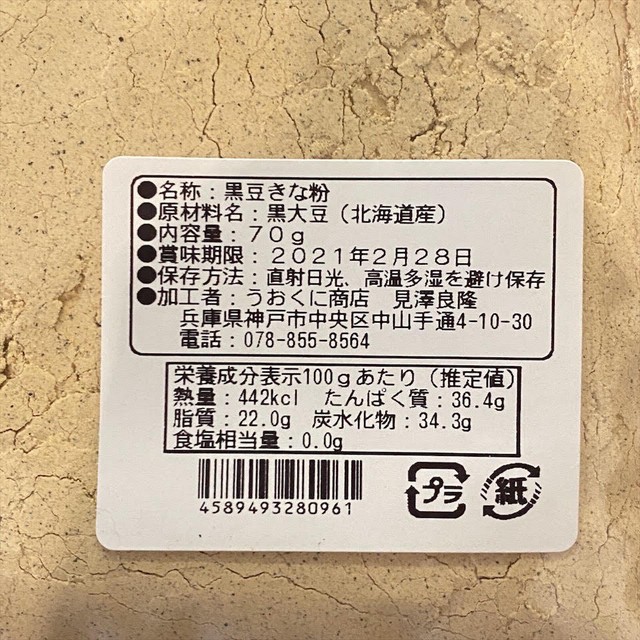 ●名称：黒豆きな粉
●原材料名：黒大豆（北海道産）
●内容量：７０ｇ
●賞味期限：２０２１年２月２８日
●保存方法：直射日光、高温多湿を避け保存
●加工者：うおくに商店　見澤良隆
兵庫県神戸市中央区中山手通4-10-30
電話：078-855-8564
栄養成分表示100ｇあたり（推定値）
熱量：442kcl　たんぱく質：36.4g
脂質：22.0g　炭水化物：34.3g
食塩相当量：0.0g
4589493280961
プラ
紙